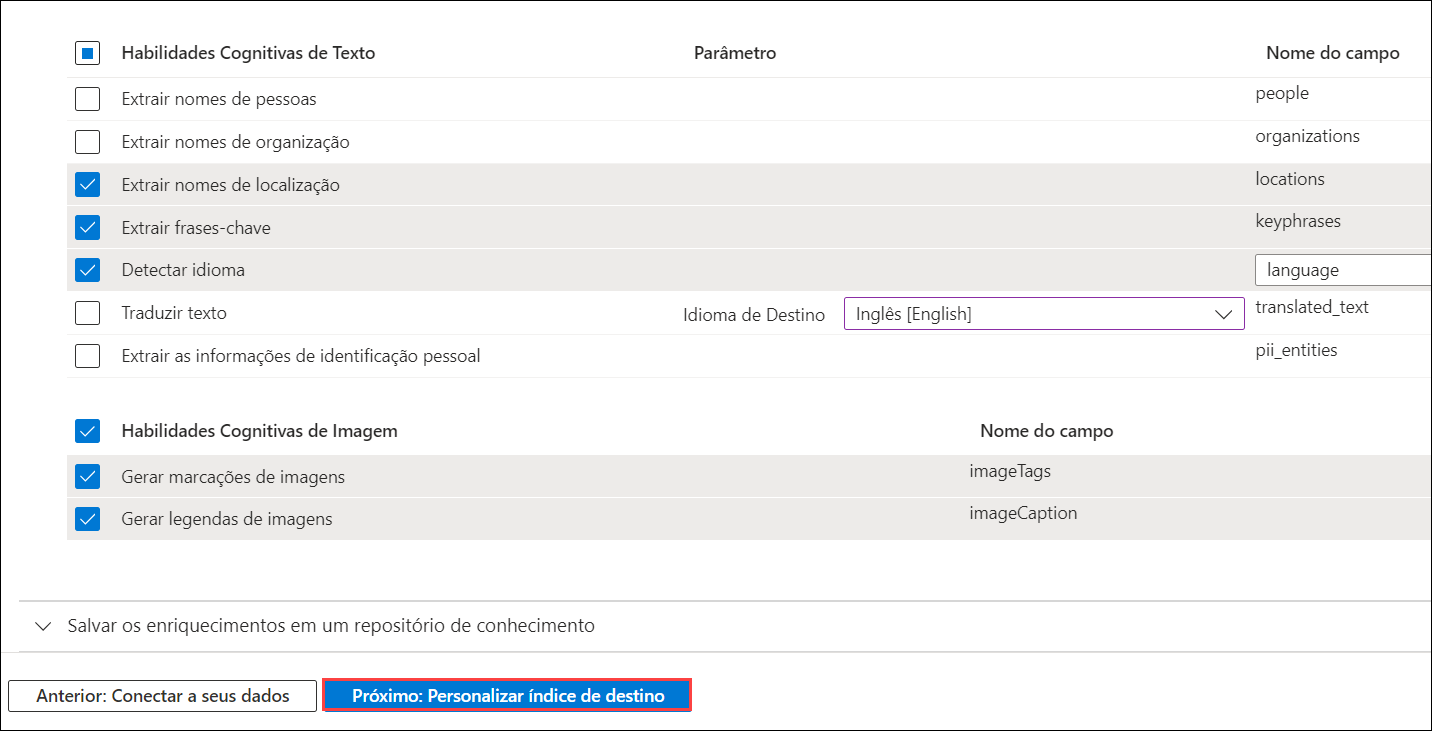 Habilidades Cognitivas de Texto Parâmetro Nome do campo
Extrair nomes de pessoas people
Extrair nomes de organização organizations
Extrair nomes de localização locations
Extrair frases-chave keyphrases
Detectar idioma language
Traduzir texto Idioma de Destino Inglês [English] translated_text
Extrair as informações de identificação pessoal pii_entities
Habilidades Cognitivas de Imagem Nome do campo
Gerar marcações de imagens imageTags
Gerar legendas de imagens imageCaption
Salvar os enriquecimentos em um repositório de conhecimento
Anterior: Conectar a seus dados Próximo: Personalizar índice de destino